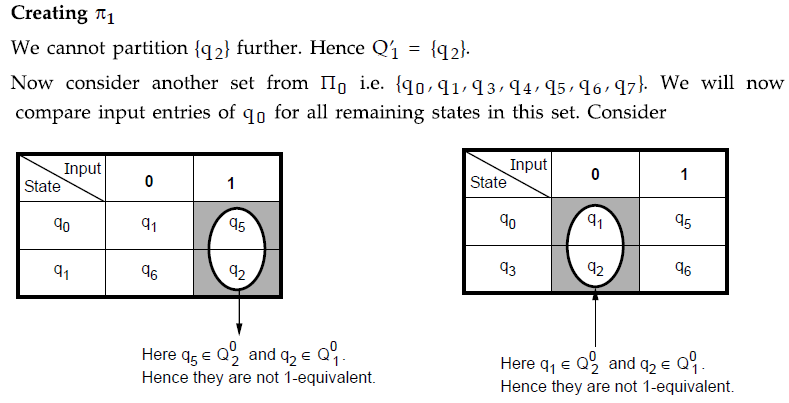 Creating π₁
We cannot partition {q₂} further. Hence Q′₁ = {q₂}.
Now consider another set from Π₀ i.e. {q₀, q₁, q₃, q₄, q₅, q₆, q₇}. We will now
compare input entries of q₀ for all remaining states in this set. Consider
Input
State 0 1
q₀ q₁ q₅
q₁ q₆ q₂
Here q₅ ∈ Q₂⁰ and q₂ ∈ Q₁⁰.
Hence they are not 1-equivalent.
Input
State 0 1
q₀ q₁ q₅
q₃ q₂ q₆
Here q₁ ∈ Q₂⁰ and q₂ ∈ Q₁⁰.
Hence they are not 1-equivalent.